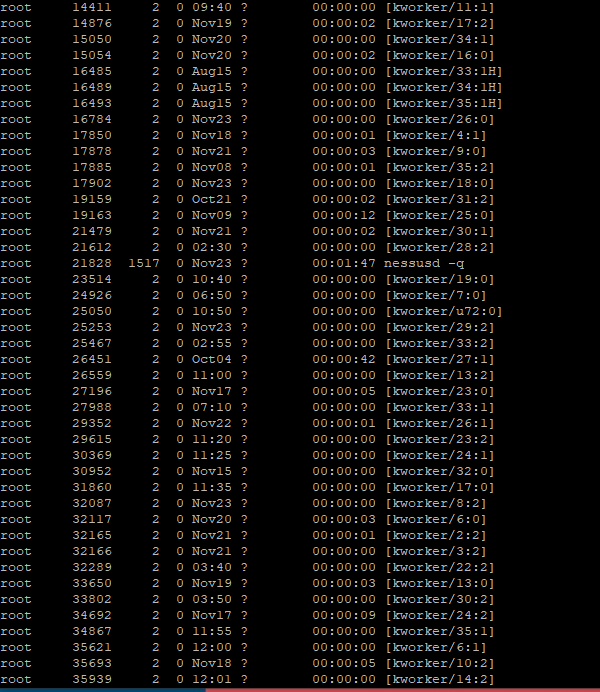 root 14411 2 0 09:40 ? 00:00:00 [kworker/11:1]
root 14876 2 0 Nov19 ? 00:00:02 [kworker/17:2]
root 15050 2 0 Nov20 ? 00:00:00 [kworker/34:1]
root 15054 2 0 Nov20 ? 00:00:02 [kworker/16:0]
root 16485 2 0 Aug15 ? 00:00:00 [kworker/33:1H]
root 16489 2 0 Aug15 ? 00:00:00 [kworker/34:1H]
root 16493 2 0 Aug15 ? 00:00:00 [kworker/35:1H]
root 16784 2 0 Nov23 ? 00:00:00 [kworker/26:0]
root 17850 2 0 Nov18 ? 00:00:01 [kworker/4:1]
root 17878 2 0 Nov21 ? 00:00:03 [kworker/9:0]
root 17885 2 0 Nov08 ? 00:00:01 [kworker/35:2]
root 17902 2 0 Nov23 ? 00:00:00 [kworker/18:0]
root 19159 2 0 Oct21 ? 00:00:02 [kworker/31:2]
root 19163 2 0 Nov09 ? 00:00:12 [kworker/25:0]
root 21479 2 0 Nov21 ? 00:00:02 [kworker/30:1]
root 21612 2 0 02:30 ? 00:00:00 [kworker/28:2]
root 21828 1517 0 Nov23 ? 00:01:47 nessusd -q
root 23514 2 0 10:40 ? 00:00:00 [kworker/19:0]
root 24926 2 0 06:50 ? 00:00:00 [kworker/7:0]
root 25050 2 0 10:50 ? 00:00:00 [kworker/u72:0]
root 25253 2 0 Nov23 ? 00:00:00 [kworker/29:2]
root 25467 2 0 02:55 ? 00:00:00 [kworker/33:2]
root 26451 2 0 Oct04 ? 00:00:42 [kworker/27:1]
root 26559 2 0 11:00 ? 00:00:00 [kworker/13:2]
root 27196 2 0 Nov17 ? 00:00:05 [kworker/23:0]
root 27988 2 0 07:10 ? 00:00:00 [kworker/33:1]
root 29352 2 0 Nov22 ? 00:00:01 [kworker/26:1]
root 29615 2 0 11:20 ? 00:00:00 [kworker/23:2]
root 30369 2 0 11:25 ? 00:00:00 [kworker/24:1]
root 30952 2 0 Nov15 ? 00:00:00 [kworker/32:0]
root 31860 2 0 11:35 ? 00:00:00 [kworker/17:0]
root 32087 2 0 Nov23 ? 00:00:00 [kworker/8:2]
root 32117 2 0 Nov20 ? 00:00:03 [kworker/6:0]
root 32165 2 0 Nov21 ? 00:00:01 [kworker/2:2]
root 32166 2 0 Nov21 ? 00:00:00 [kworker/3:2]
root 32289 2 0 03:40 ? 00:00:00 [kworker/22:2]
root 33650 2 0 Nov19 ? 00:00:03 [kworker/13:0]
root 33802 2 0 03:50 ? 00:00:00 [kworker/30:2]
root 34692 2 0 Nov17 ? 00:00:09 [kworker/24:2]
root 34867 2 0 11:55 ? 00:00:00 [kworker/35:1]
root 35621 2 0 12:00 ? 00:00:00 [kworker/6:1]
root 35693 2 0 Nov18 ? 00:00:05 [kworker/10:2]
root 35939 2 0 12:01 ? 00:00:00 [kworker/14:2]